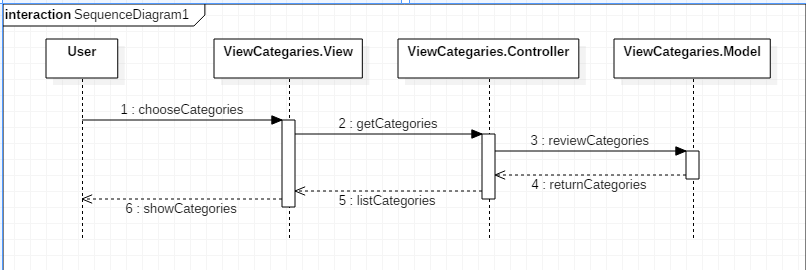 interaction SequenceDiagram1
User
ViewCategaries.View
ViewCategaries.Controller
ViewCategaries.Model
1 : chooseCategories
2 : getCategories
3 : reviewCategories
4 : returnCategories
5 : listCategories
6 : showCategories